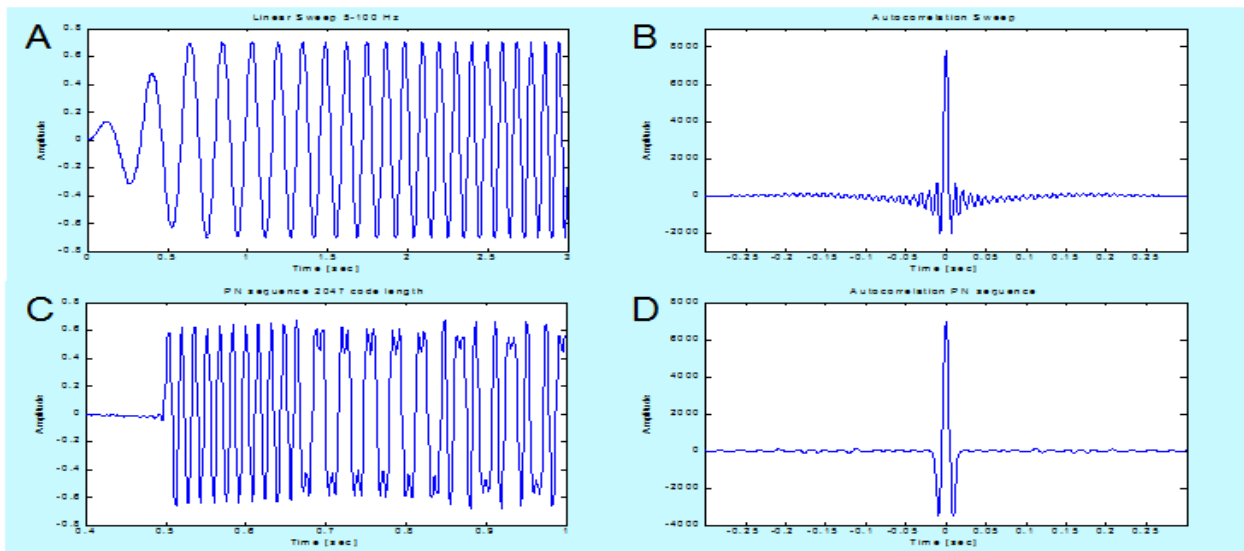 A
Linear Sweep 5-100 Hz
0.8
0.6
0.4
0.2
0
-0.2
-0.4
-0.6
-0.8
Amplitude
0 0.5 1 1.5 2 2.5 3
Time [sec]
B
Autocorrelation Sweep
8000
6000
4000
2000
0
-2000
Amplitude
-0.25 -0.2 -0.15 -0.1 -0.05 0 0.05 0.1 0.15 0.2 0.25
Time [sec]
C
PN sequence 2047 code length
0.8
0.6
0.4
0.2
0
-0.2
-0.4
-0.6
-0.8
Amplitude
0.4 0.5 0.6 0.7 0.8 0.9 1
Time [sec]
D
Autocorrelation PN sequence
8000
6000
4000
2000
0
-2000
-4000
Amplitude
-0.25 -0.2 -0.15 -0.1 -0.05 0 0.05 0.1 0.15 0.2 0.25
Time [sec]